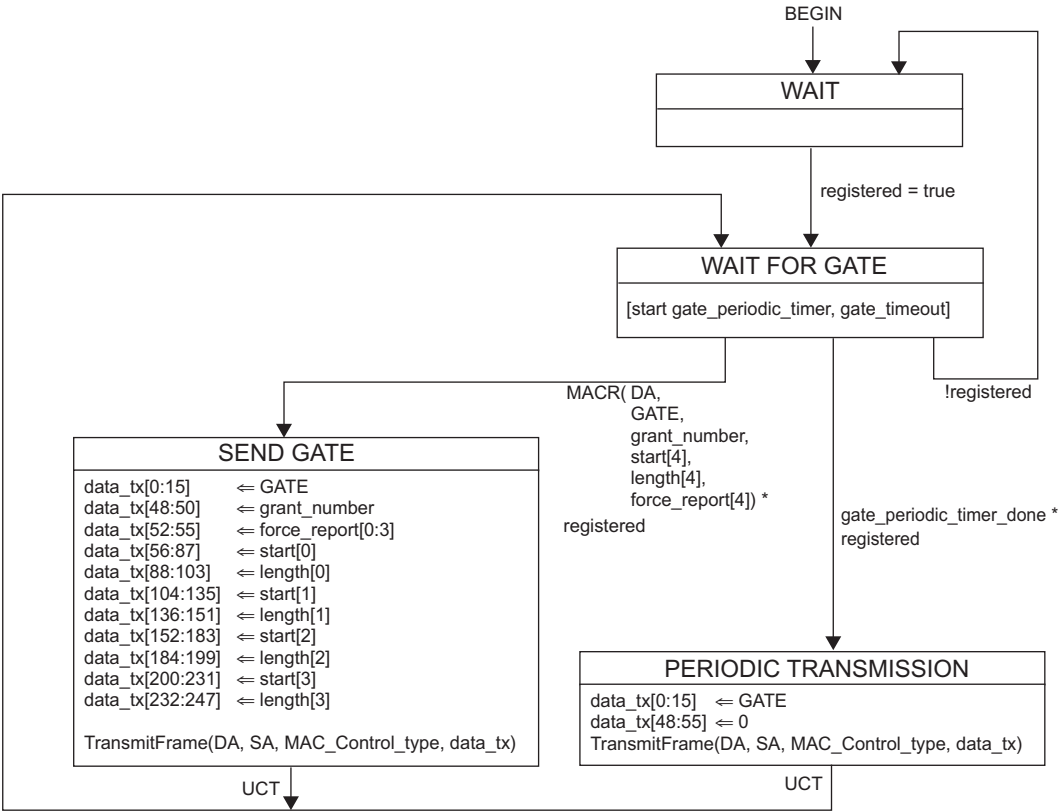 BEGIN
WAIT
registered = true
WAIT FOR GATE
[start gate_periodic_timer, gate_timeout]
MACR( DA,
GATE,
grant_number,
start[4],
length[4],
force_report[4]) *
registered
!registered
gate_periodic_timer_done *
registered
SEND GATE
data_tx[0:15] ⇐ GATE
data_tx[48:50] ⇐ grant_number
data_tx[52:55] ⇐ force_report[0:3]
data_tx[56:87] ⇐ start[0]
data_tx[88:103] ⇐ length[0]
data_tx[104:135] ⇐ start[1]
data_tx[136:151] ⇐ length[1]
data_tx[152:183] ⇐ start[2]
data_tx[184:199] ⇐ length[2]
data_tx[200:231] ⇐ start[3]
data_tx[232:247] ⇐ length[3]
TransmitFrame(DA, SA, MAC_Control_type, data_tx)
UCT
PERIODIC TRANSMISSION
data_tx[0:15] ⇐ GATE
data_tx[48:55] ⇐ 0
TransmitFrame(DA, SA, MAC_Control_type, data_tx)
UCT